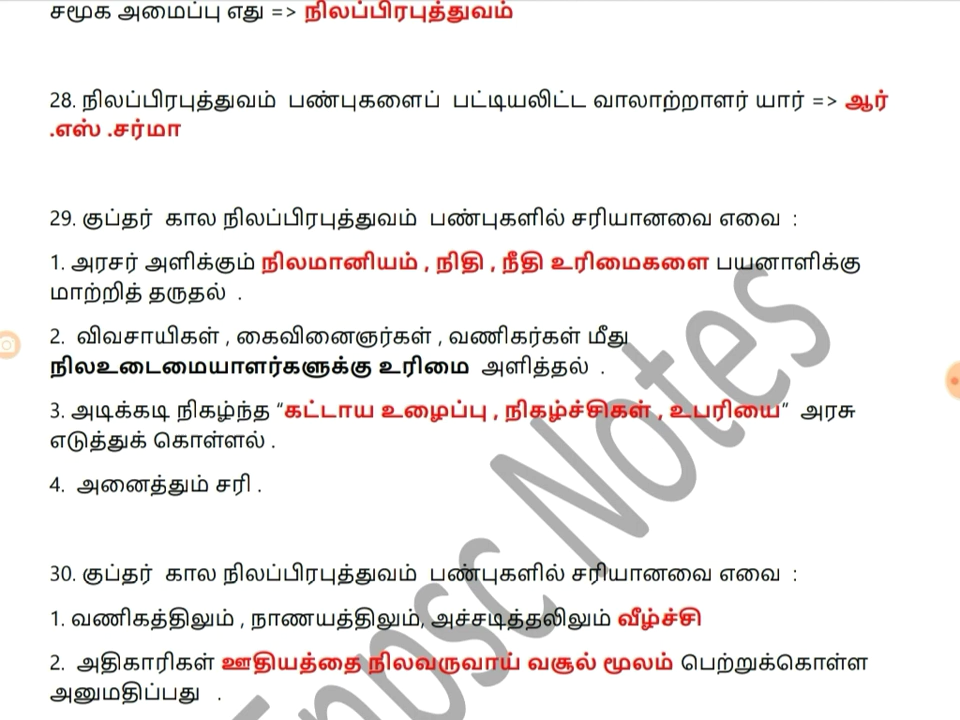 சமூக அமைப்பு எது => நிலப்பிரபுத்துவம்
28. நிலப்பிரபுத்துவம் பண்புகளைப் பட்டியலிட்ட வாலாற்றாளர் யார் => ஆர்
.எஸ் .சர்மா
29. குப்தர் கால நிலப்பிரபுத்துவம் பண்புகளில் சரியானவை எவை :
1. அரசர் அளிக்கும் நிலமானியம் , நிதி , நீதி உரிமைகளை பயனாளிக்கு
மாற்றித் தருதல் .
2. விவசாயிகள் , கைவினைஞர்கள் , வணிகர்கள் மீது
நிலஉடைமையாளர்களுக்கு உரிமை அளித்தல் .
3. அடிக்கடி நிகழ்ந்த “கட்டாய உழைப்பு , நிகழ்ச்சிகள் , உபரியை” அரசு
எடுத்துக் கொள்ளல் .
4. அனைத்தும் சரி .
30. குப்தர் கால நிலப்பிரபுத்துவம் பண்புகளில் சரியானவை எவை :
1. வணிகத்திலும் , நாணயத்திலும், அச்சடித்தலிலும் வீழ்ச்சி
2. அதிகாரிகள் ஊதியத்தை நிலவருவாய் வசூல் மூலம் பெற்றுக்கொள்ள
அனுமதிப்பது .
Tnpsc Notes